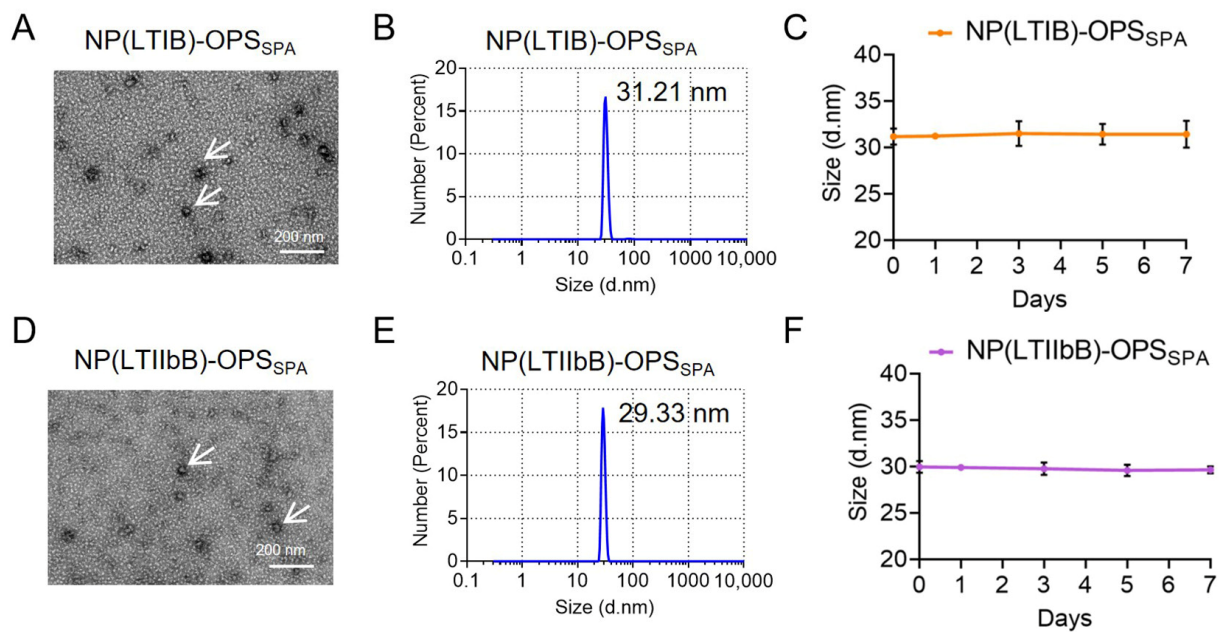 A
NP(LTIB)-OPSSPA
200 nm
B
NP(LTIB)-OPSSPA
31.21 nm
20
15
10
5
0
Number (Percent)
0.1 1 10 100 1000 10,000
Size (d.nm)
C
NP(LTIB)-OPSSPA
40
35
30
25
20
Size (d.nm)
0 1 2 3 4 5 6 7
Days
D
NP(LTIIbB)-OPSSPA
200 nm
E
NP(LTIIbB)-OPSSPA
29.33 nm
20
15
10
5
0
Number (Percent)
0.1 1 10 100 1000 10,000
Size (d.nm)
F
NP(LTIIbB)-OPSSPA
40
35
30
25
20
Size (d.nm)
0 1 2 3 4 5 6 7
Days